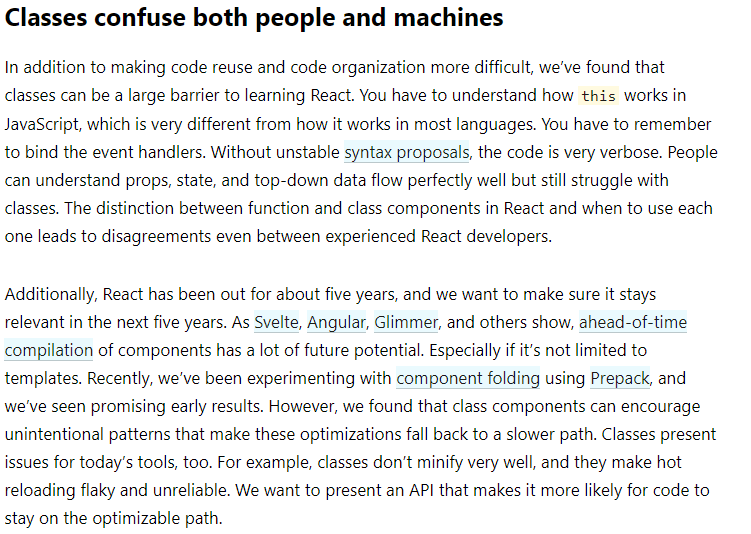 Classes confuse both people and machines
In addition to making code reuse and code organization more difficult, we’ve found that
classes can be a large barrier to learning React. You have to understand how this works in
JavaScript, which is very different from how it works in most languages. You have to remember
to bind the event handlers. Without unstable syntax proposals, the code is very verbose. People
can understand props, state, and top-down data flow perfectly well but still struggle with
classes. The distinction between function and class components in React and when to use each
one leads to disagreements even between experienced React developers.
Additionally, React has been out for about five years, and we want to make sure it stays
relevant in the next five years. As Svelte, Angular, Glimmer, and others show, ahead-of-time
compilation of components has a lot of future potential. Especially if it’s not limited to
templates. Recently, we’ve been experimenting with component folding using Prepack, and
we’ve seen promising early results. However, we found that class components can encourage
unintentional patterns that make these optimizations fall back to a slower path. Classes present
issues for today’s tools, too. For example, classes don’t minify very well, and they make hot
reloading flaky and unreliable. We want to present an API that makes it more likely for code to
stay on the optimizable path.